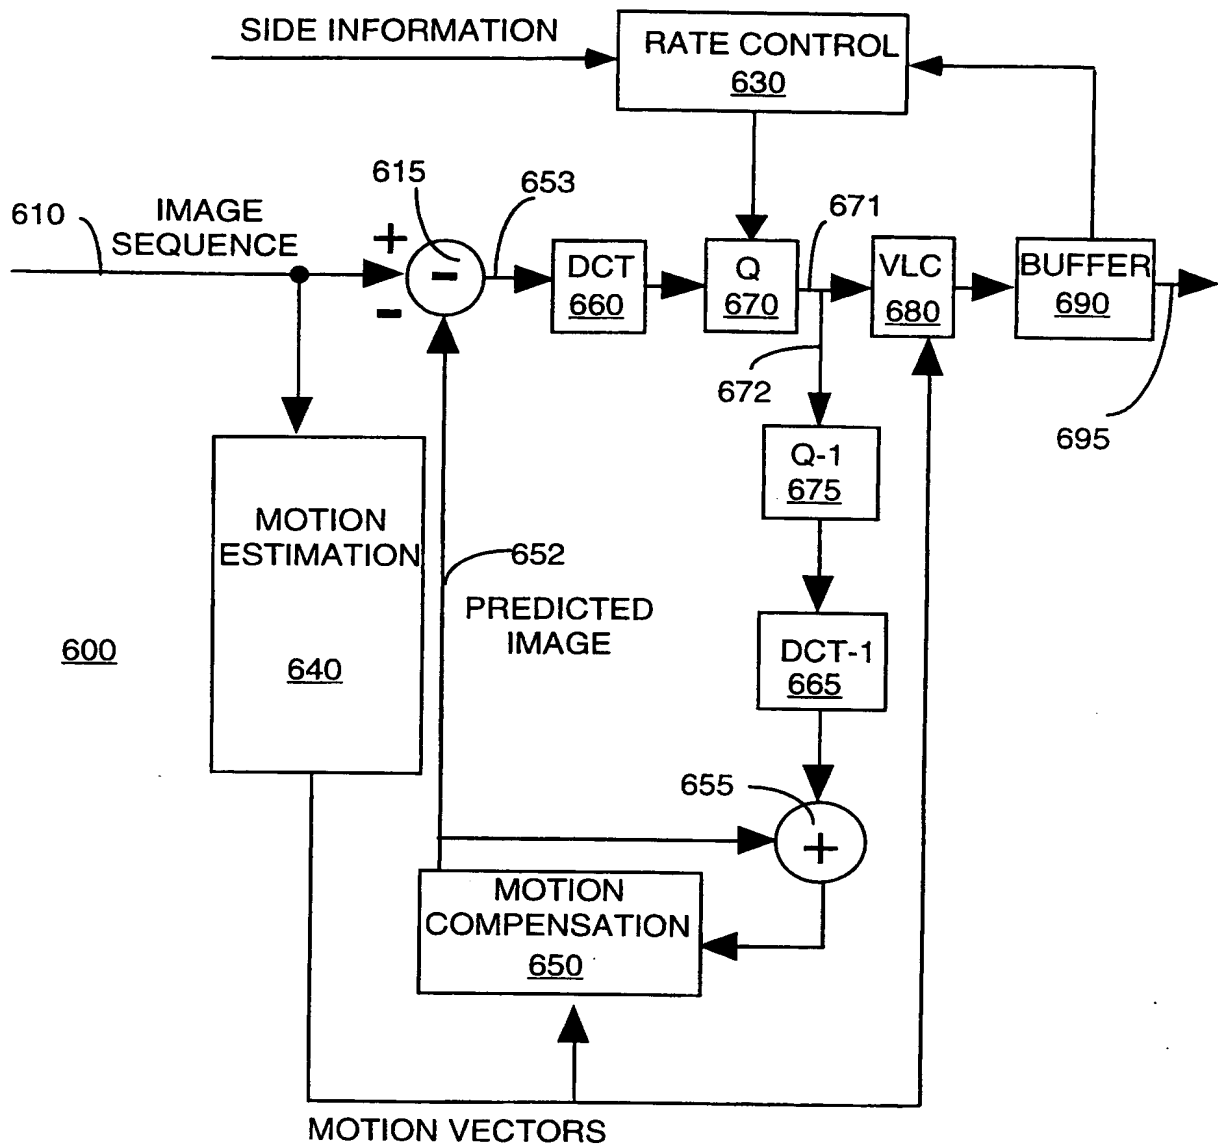 SIDE INFORMATION
RATE CONTROL
630
610
IMAGE
SEQUENCE
615
653
+
-
-
DCT
660
Q
670
671
VLC
680
BUFFER
690
695
672
Q-1
675
MOTION
ESTIMATION
640
652
PREDICTED
IMAGE
600
DCT-1
665
655
+
MOTION
COMPENSATION
650
MOTION VECTORS